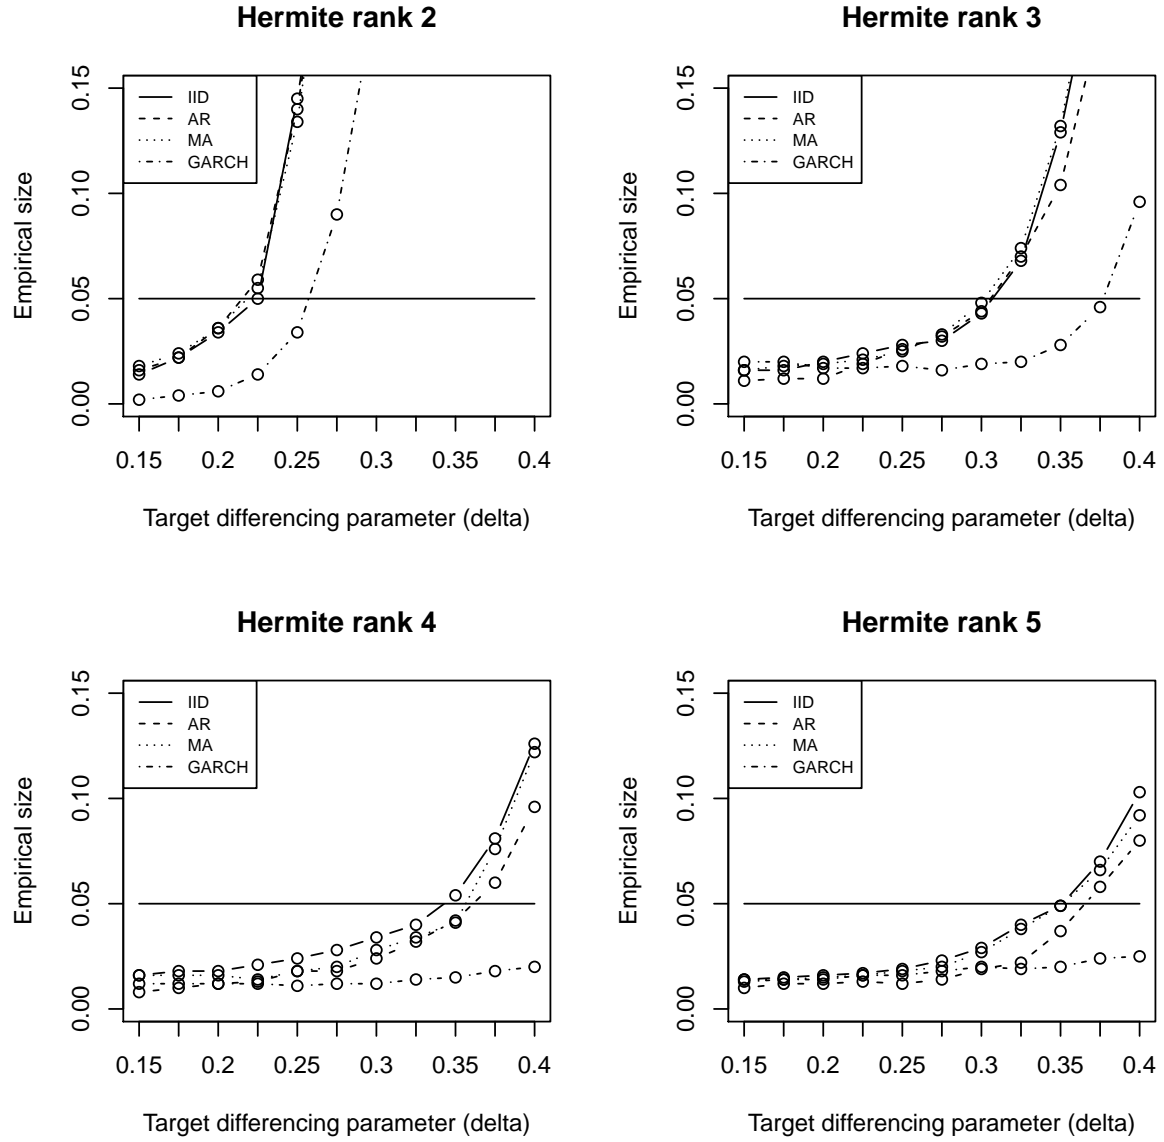 Hermite rank 2
Empirical size
0.00
0.05
0.10
0.15
IID
AR
MA
GARCH
0.15 0.2 0.25 0.3 0.35 0.4
Target differencing parameter (delta)
Hermite rank 3
Empirical size
0.00
0.05
0.10
0.15
IID
AR
MA
GARCH
0.15 0.2 0.25 0.3 0.35 0.4
Target differencing parameter (delta)
Hermite rank 4
Empirical size
0.00
0.05
0.10
0.15
IID
AR
MA
GARCH
0.15 0.2 0.25 0.3 0.35 0.4
Target differencing parameter (delta)
Hermite rank 5
Empirical size
0.00
0.05
0.10
0.15
IID
AR
MA
GARCH
0.15 0.2 0.25 0.3 0.35 0.4
Target differencing parameter (delta)